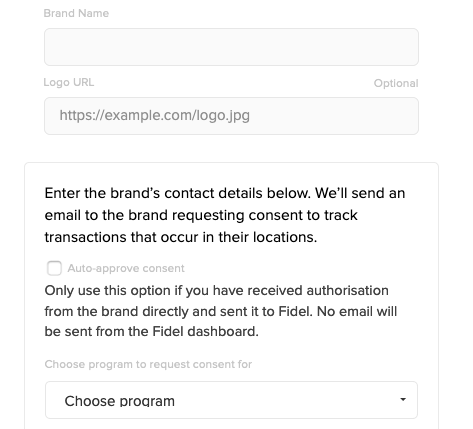 Brand Name
Logo URL Optional
https://example.com/logo.jpg
Enter the brand's contact details below. We'll send an
email to the brand requesting consent to track
transactions that occur in their locations.
Auto-approve consent
Only use this option if you have received authorisation
from the brand directly and sent it to Fidel. No email will
be sent from the Fidel dashboard.
Choose program to request consent for
Choose program